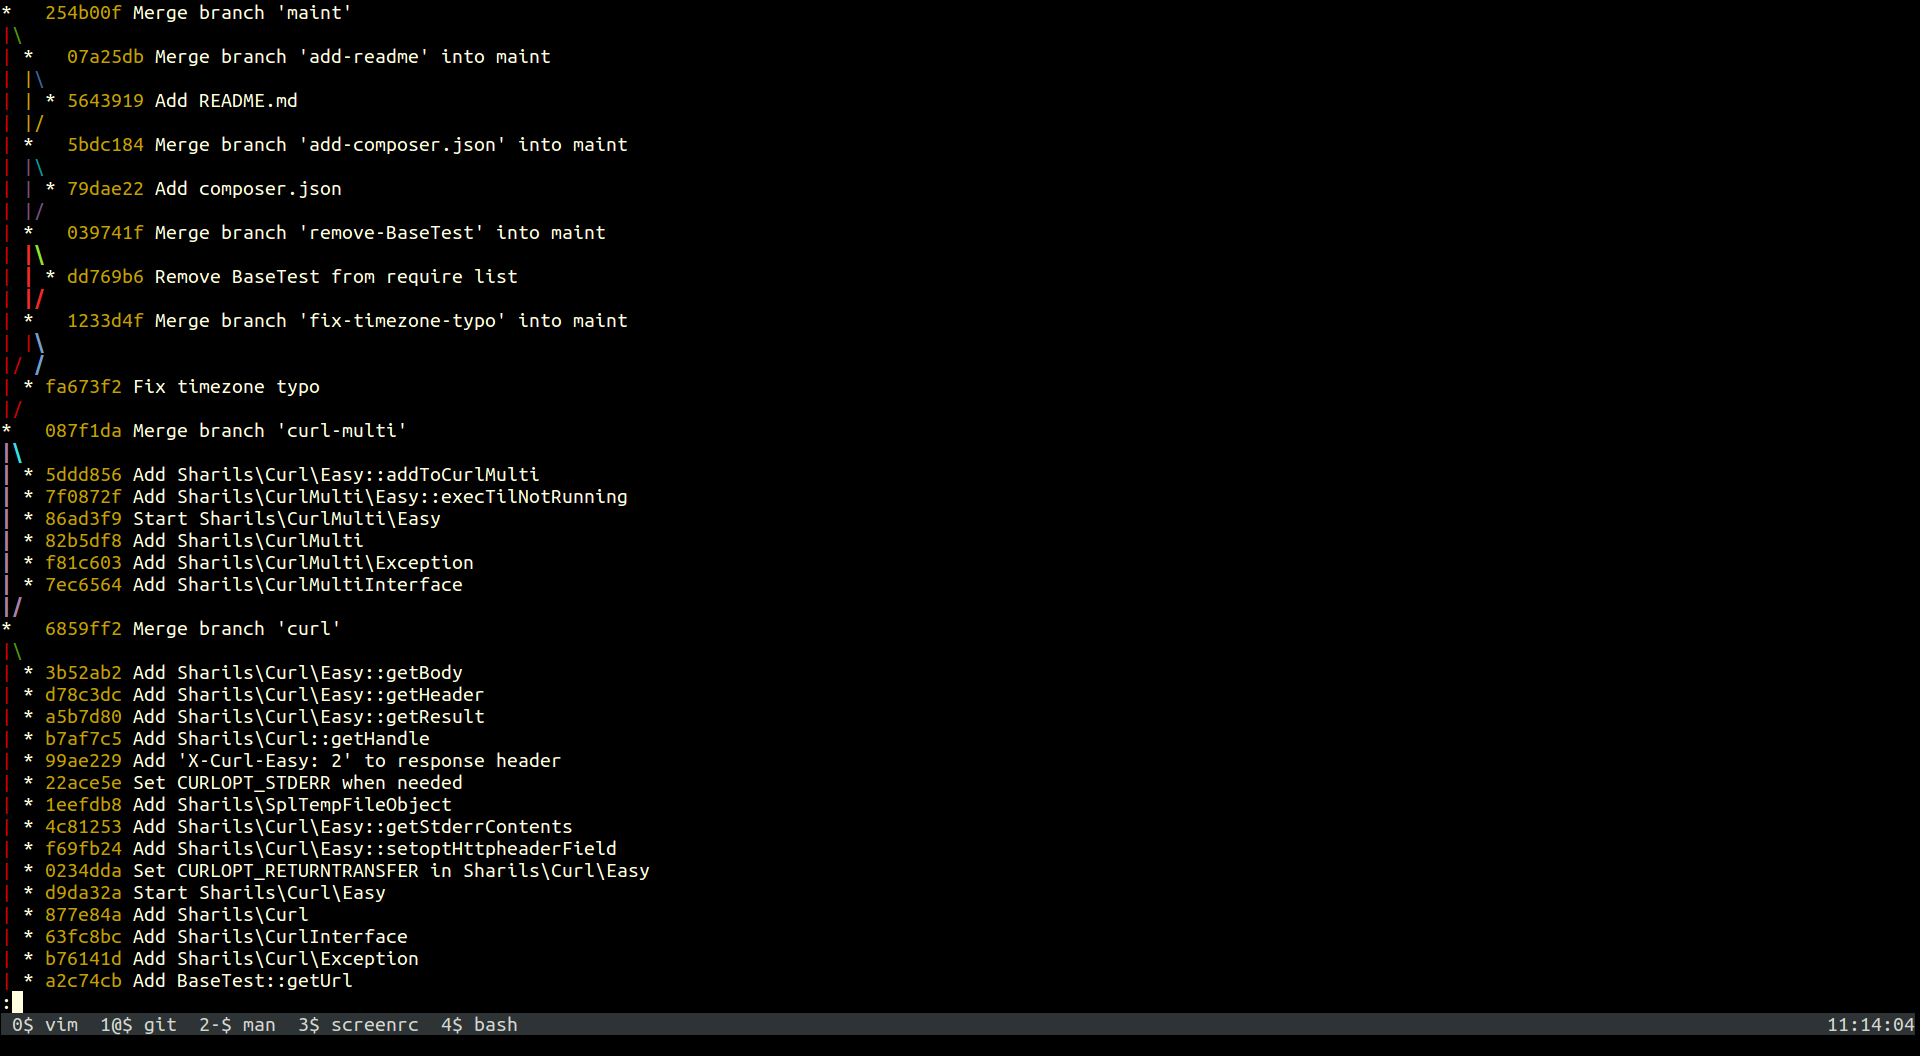 *   254b00f Merge branch 'maint'
|\
| *   07a25db Merge branch 'add-readme' into maint
| |\
| | * 5643919 Add README.md
| |/
| *   5bdc184 Merge branch 'add-composer.json' into maint
| |\
| | * 79dae22 Add composer.json
| |/
| *   039741f Merge branch 'remove-BaseTest' into maint
| |\
| | * dd769b6 Remove BaseTest from require list
| |/
| *   1233d4f Merge branch 'fix-timezone-typo' into maint
| |\
|/ /
| * fa673f2 Fix timezone typo
|/
*   087f1da Merge branch 'curl-multi'
|\
| * 5ddd856 Add Sharils\Curl\Easy::addToCurlMulti
| * 7f0872f Add Sharils\CurlMulti\Easy::execTilNotRunning
| * 86ad3f9 Start Sharils\CurlMulti\Easy
| * 82b5df8 Add Sharils\CurlMulti
| * f81c603 Add Sharils\CurlMulti\Exception
| * 7ec6564 Add Sharils\CurlMultiInterface
|/
*   6859ff2 Merge branch 'curl'
|\
| * 3b52ab2 Add Sharils\Curl\Easy::getBody
| * d78c3dc Add Sharils\Curl\Easy::getHeader
| * a5b7d80 Add Sharils\Curl\Easy::getResult
| * b7af7c5 Add Sharils\Curl::getHandle
| * 99ae229 Add 'X-Curl-Easy: 2' to response header
| * 22ace5e Set CURLOPT_STDERR when needed
| * 1eefdb8 Add Sharils\SplTempFileObject
| * 4c81253 Add Sharils\Curl\Easy::getStderrContents
| * f69fb24 Add Sharils\Curl\Easy::setoptHttpheaderField
| * 0234dda Set CURLOPT_RETURNTRANSFER in Sharils\Curl\Easy
| * d9da32a Start Sharils\Curl\Easy
| * 877e84a Add Sharils\Curl
| * 63fc8bc Add Sharils\CurlInterface
| * b76141d Add Sharils\Curl\Exception
| * a2c74cb Add BaseTest::getUrl
:
0$ vim  1@$ git  2-$ man  3$ screenrc  4$ bash  11:14:04